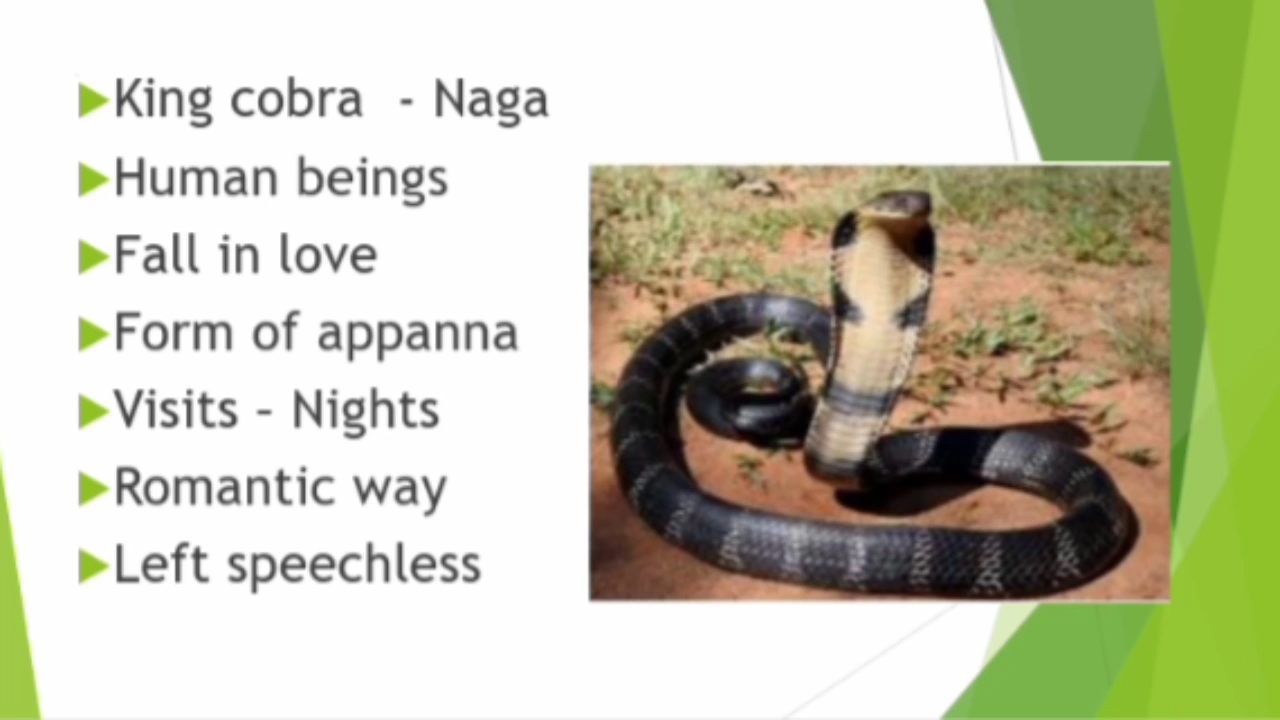 King cobra - Naga
Human beings
Fall in love
Form of appanna
Visits – Nights
Romantic way
Left speechless